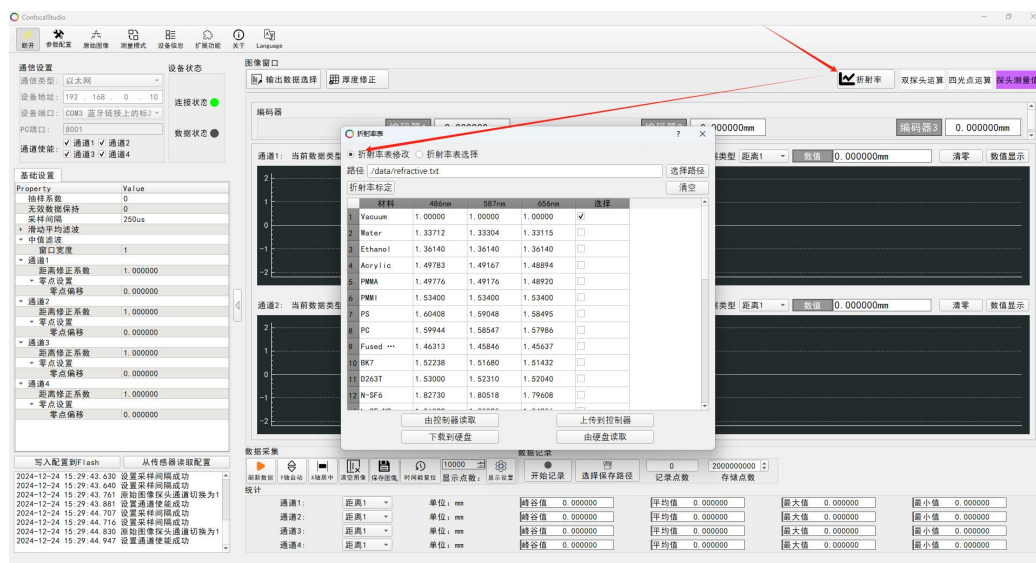 ConfocalStudio
断开 参数配置 原始图像 测量模式 设备信息 扩展功能 关于 Language
通信设置
通信类型: 以太网
设备地址: 192 . 168 . 0 . 10
设备端口: COM3 蓝牙链接上的标2
PC端口: 8001
通道使能: 通道1 通道2
通道3 通道4
设备状态
连接状态
数据状态
基础设置
Property Value
抽样系数 0
无效数据保持 0
采样间隔 250us
滑动平均滤波
中值滤波
窗口宽度 1
通道1
距离修正系数 1.000000
零点设置
零点偏移 0.000000
通道2
距离修正系数 1.000000
零点设置
零点偏移 0.000000
通道3
距离修正系数 1.000000
零点设置
零点偏移 0.000000
通道4
距离修正系数 1.000000
零点设置
零点偏移 0.000000
写入配置到Flash 从传感器读取配置
2024-12-24 15:29:43.630 设置采样间隔成功
2024-12-24 15:29:43.640 设置采样间隔成功
2024-12-24 15:29:43.761 原始图像探头通道切换为1
2024-12-24 15:29:43.881 设置通道使能成功
2024-12-24 15:29:44.707 设置采样间隔成功
2024-12-24 15:29:44.716 设置采样间隔成功
2024-12-24 15:29:44.830 原始图像探头通道切换为1
2024-12-24 15:29:44.947 设置通道使能成功
图像窗口
输出数据选择 厚度修正 折射率 双探头运算 四光点运算 探头测量值
编码器
编码器3 0.000000mm
通道1: 当前数据类型 距离1 数值 0.000000mm 清零 数值显示
2
1
0
-1
-2
通道2: 当前数据类型 距离1 数值 0.000000mm 清零 数值显示
2
1
0
-1
-2
折射率表 ? ×
折射率表修改 折射率表选择
路径 ./data/refractive.txt 选择路径
折射率标定 清空
材料 486nm 587nm 656nm 选择
1 Vacuum 1.00000 1.00000 1.00000
2 Water 1.33712 1.33304 1.33115
3 Ethanol 1.36140 1.36140 1.36140
4 Acrylic 1.49783 1.49167 1.48894
5 PMMA 1.49776 1.49176 1.48920
6 PMMI 1.53400 1.53400 1.53400
7 PS 1.60408 1.59048 1.58495
8 PC 1.59944 1.58547 1.57986
9 Fused ··· 1.46313 1.45846 1.45637
10 BK7 1.52238 1.51680 1.51432
11 D263T 1.53000 1.52310 1.52040
12 N-SF6 1.82730 1.80518 1.79608
由控制器读取 上传到控制器
下载到硬盘 由硬盘读取
数据采集
刷新数据 Y轴自动 X轴居中 清空图像 保存图像 时间戳复位 显示点数: 10000 显示设置
数据记录
开始记录 选择保存路径 0 记录点数 2000000000 存储点数
统计
通道1: 距离1 单位: mm 峰谷值 0.000000 平均值 0.000000 最大值 0.000000 最小值 0.000000
通道2: 距离1 单位: mm 峰谷值 0.000000 平均值 0.000000 最大值 0.000000 最小值 0.000000
通道3: 距离1 单位: mm 峰谷值 0.000000 平均值 0.000000 最大值 0.000000 最小值 0.000000
通道4: 距离1 单位: mm 峰谷值 0.000000 平均值 0.000000 最大值 0.000000 最小值 0.000000